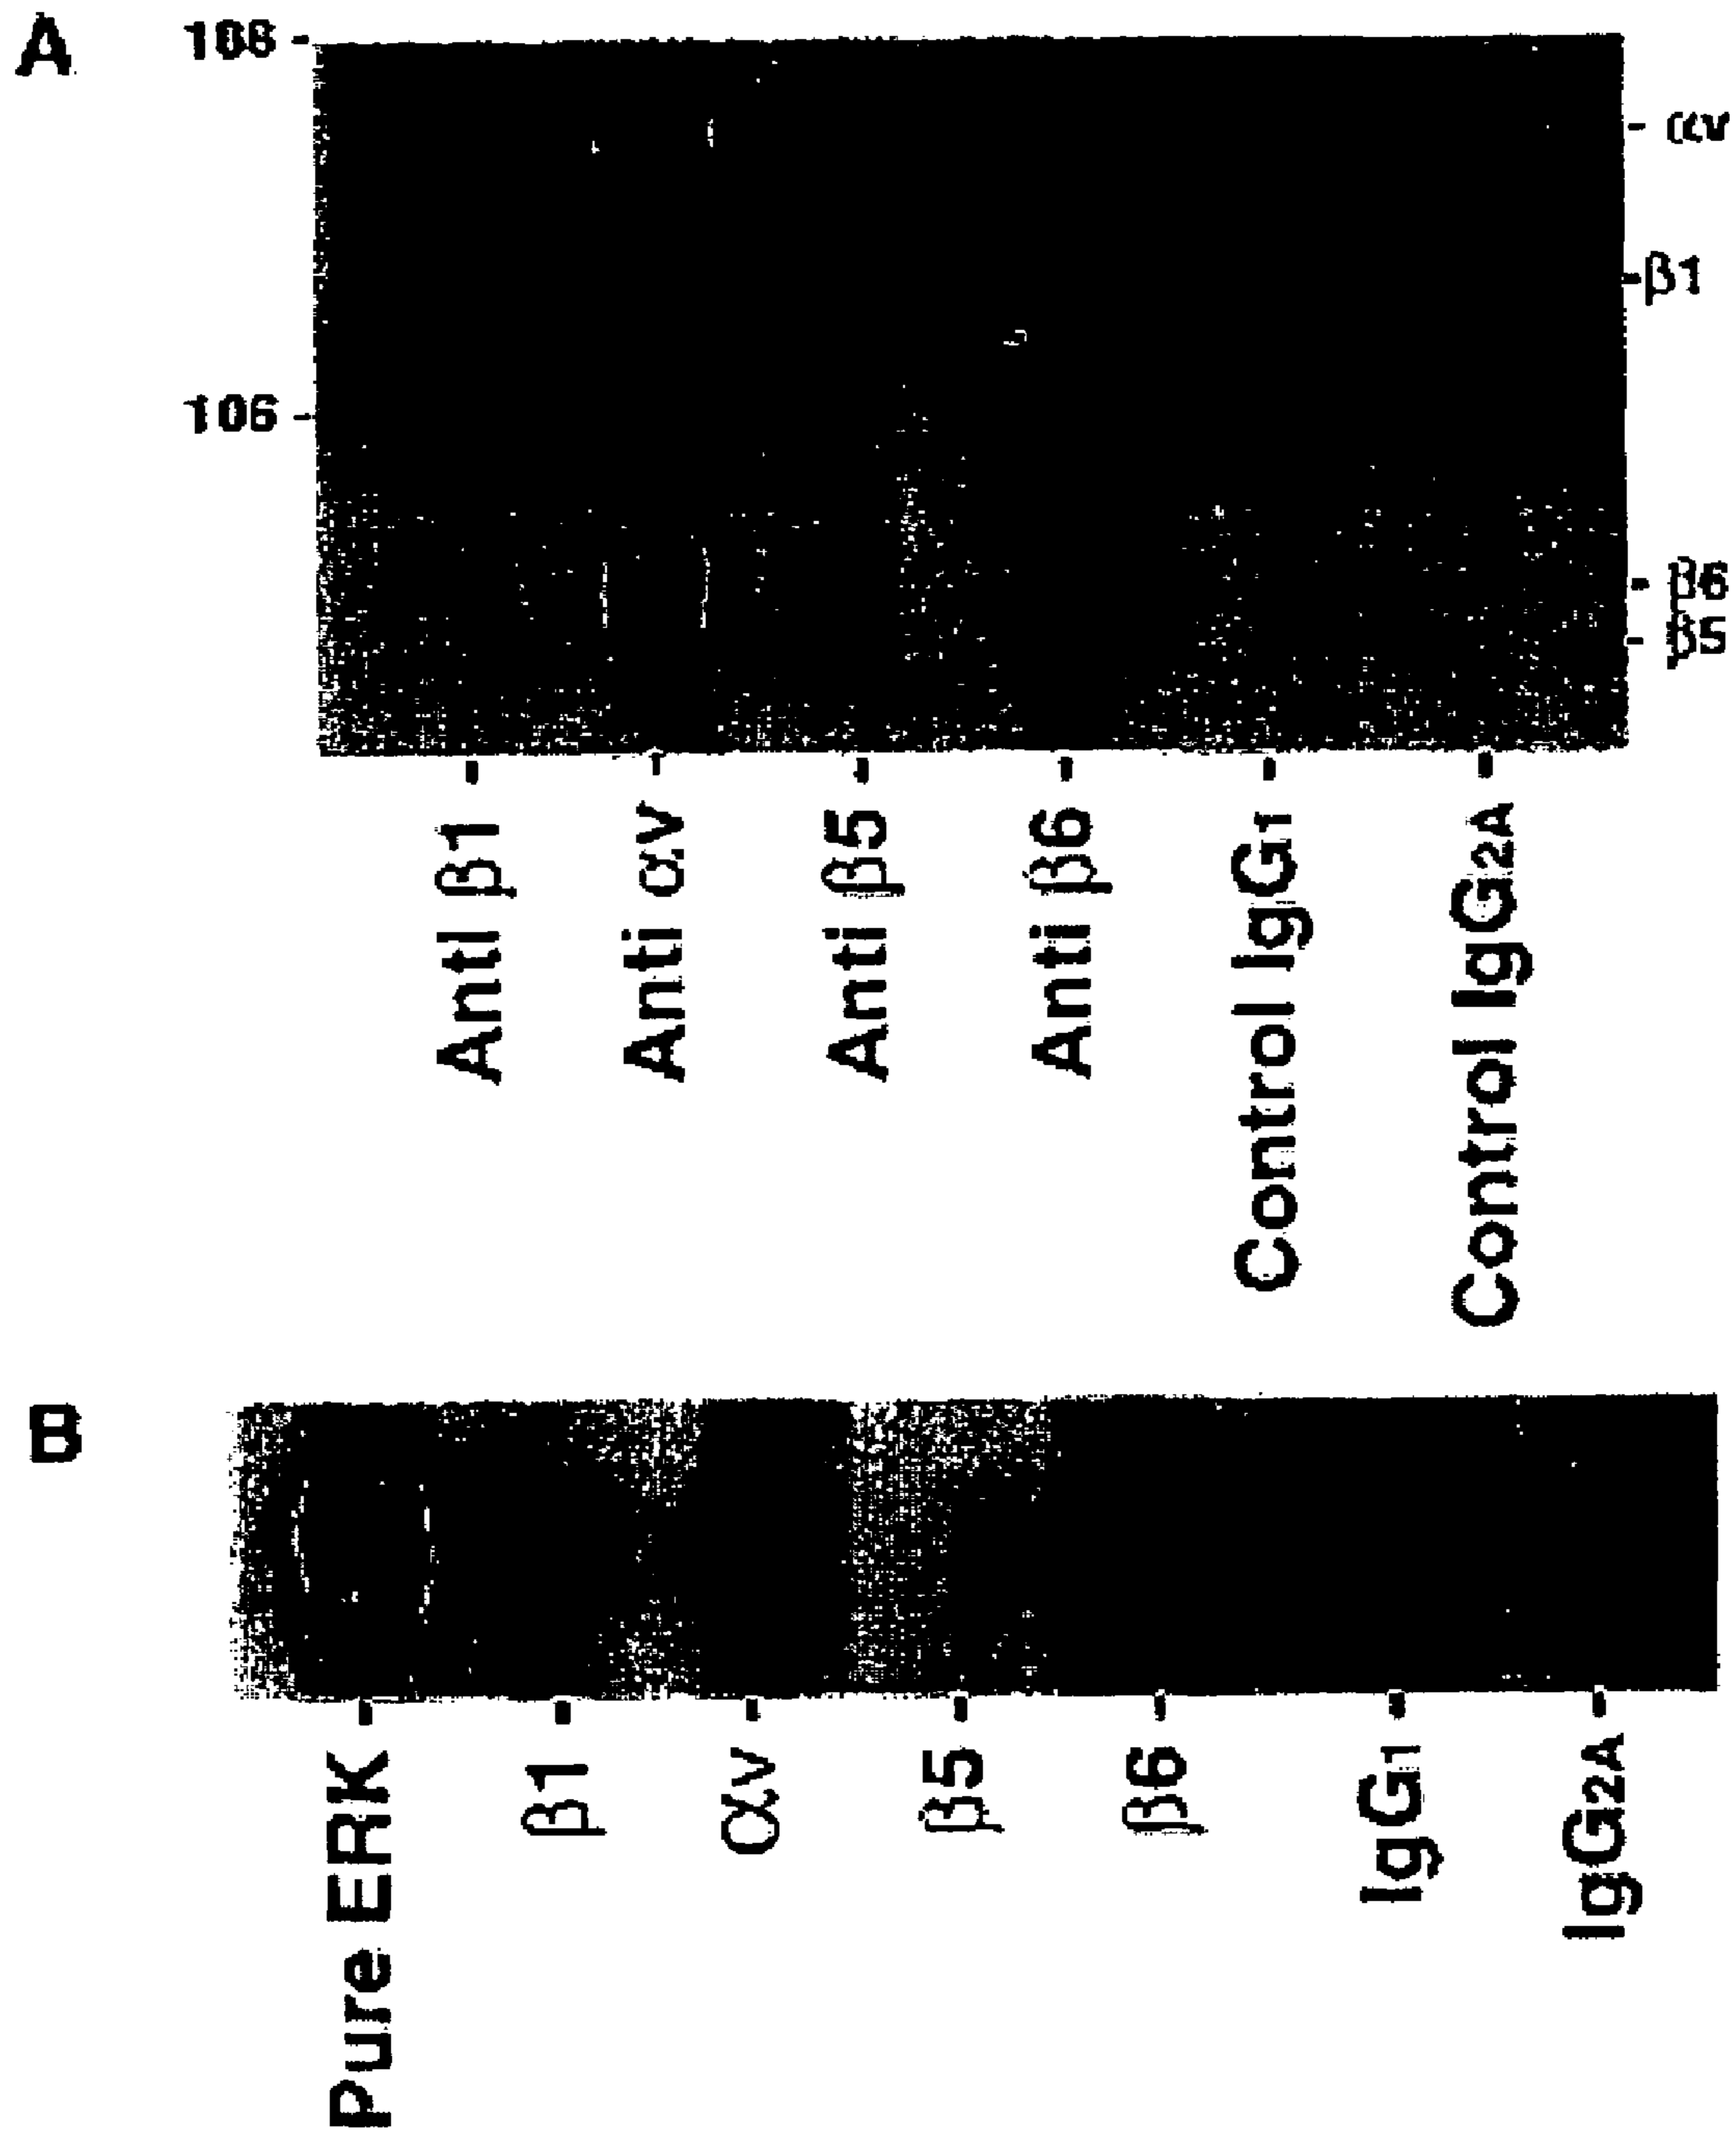 A
αv
β1
106
β6
β5
Anti β1
Anti αv
Anti β5
Anti β6
Control IgG1
Control IgG2A
B
Pure ERK
β1
αv
β5
β6
IgG1
IgG2A